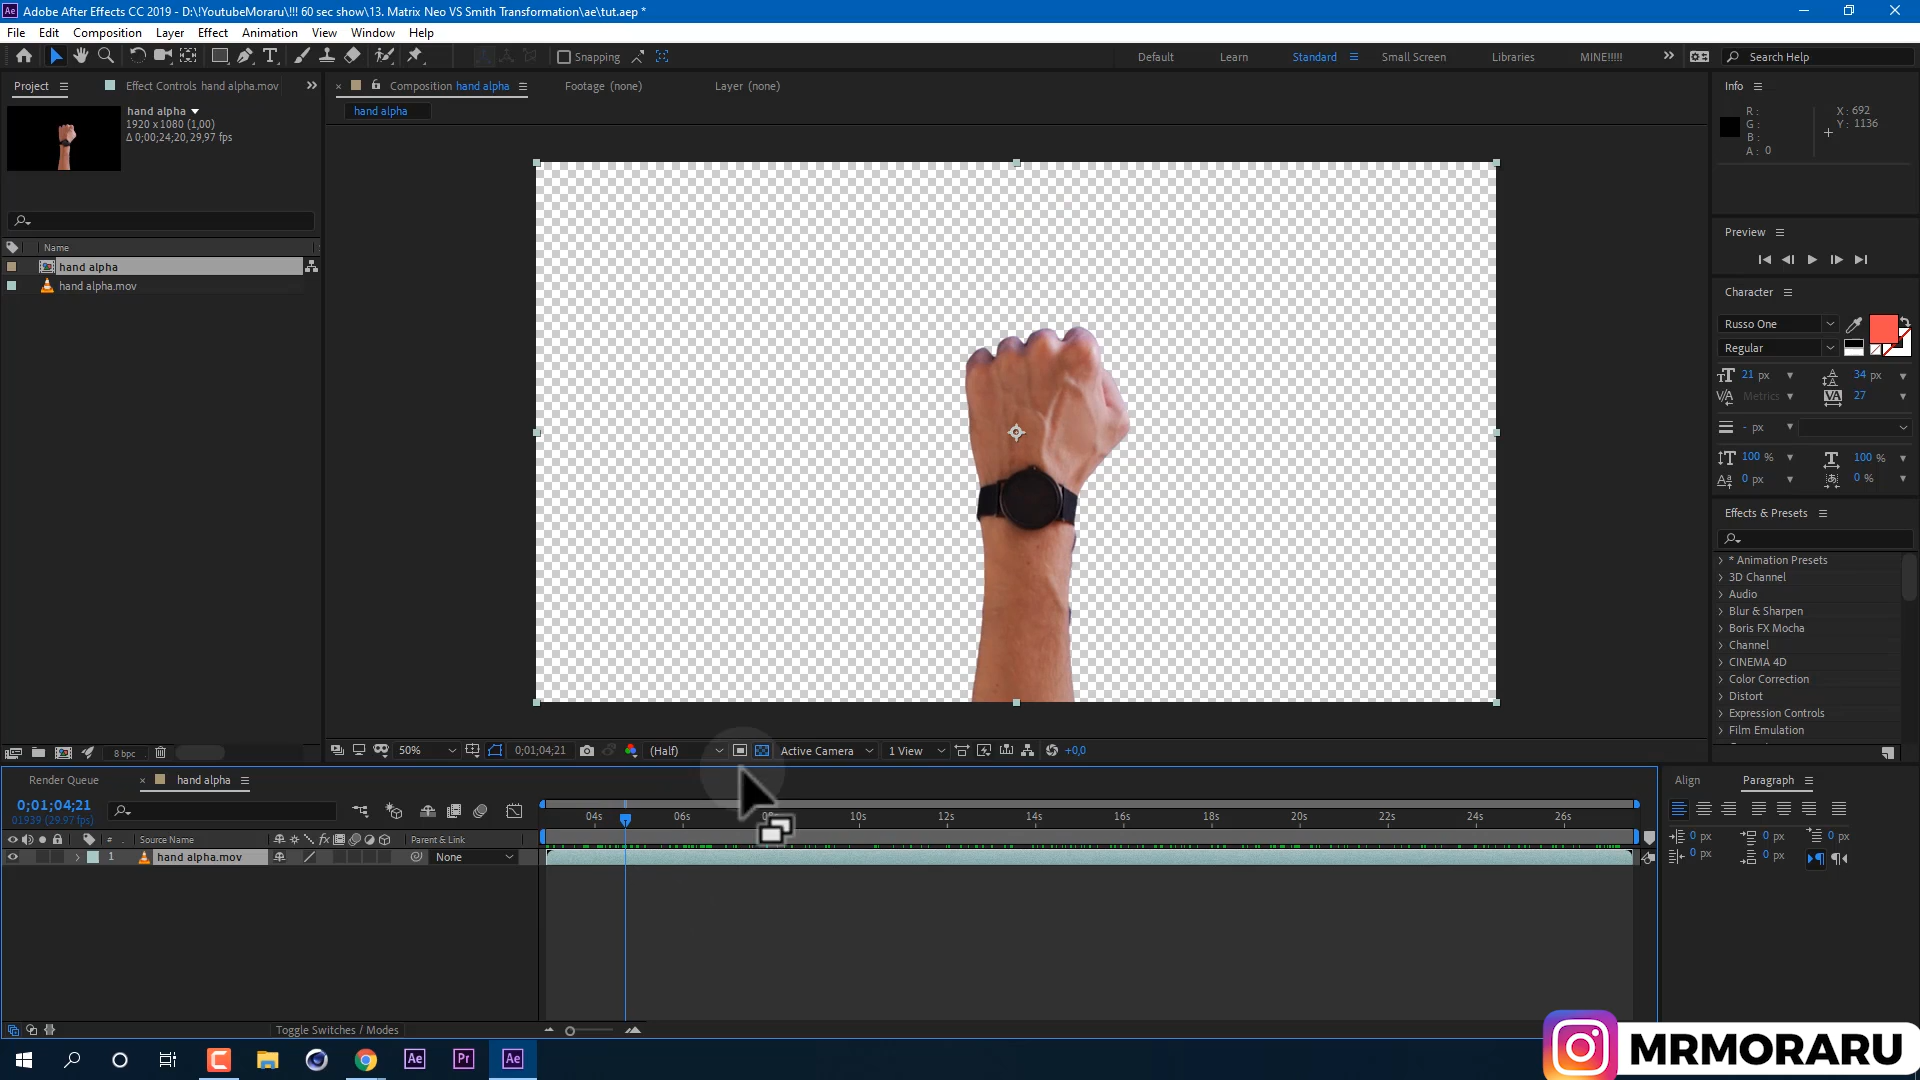 Adobe After Effects CC 2019 - D:\!YoutubeMoraru\!!! 60 sec show\13. Matrix Neo VS Smith Transformation\ae\tut.aep *
File Edit Composition Layer Effect Animation View Window Help
Snapping Default Learn Standard Small Screen Libraries MINE!!!!! Search Help
Project Effect Controls hand alpha.mov Composition hand alpha Footage (none) Layer (none) Info
hand alpha
1920 x 1080 (1,00)
Δ 0;00;24;20, 29,97 fps
hand alpha
R :
G :
B :
A : 0
X : 692
Y : 1136
Name
hand alpha
hand alpha.mov
Preview
Character
Russo One
Regular
21 px 34 px
Metrics 27
- px
100 % 100 %
0 px 0 %
Effects & Presets
* Animation Presets
3D Channel
Audio
Blur & Sharpen
Boris FX Mocha
Channel
CINEMA 4D
Color Correction
Distort
Expression Controls
Film Emulation
8 bpc 50% 0;01;04;21 (Half) Active Camera 1 View +0,0
Render Queue hand alpha Align Paragraph
0;01;04;21
01939 (29.97 fps)
04s 06s 10s 12s 14s 16s 18s 20s 22s 24s 26s
# Source Name Parent & Link
1 hand alpha.mov None
0 px 0 px 0 px
0 px 0 px
Toggle Switches / Modes
MRMORARU
Ae Pr Ae